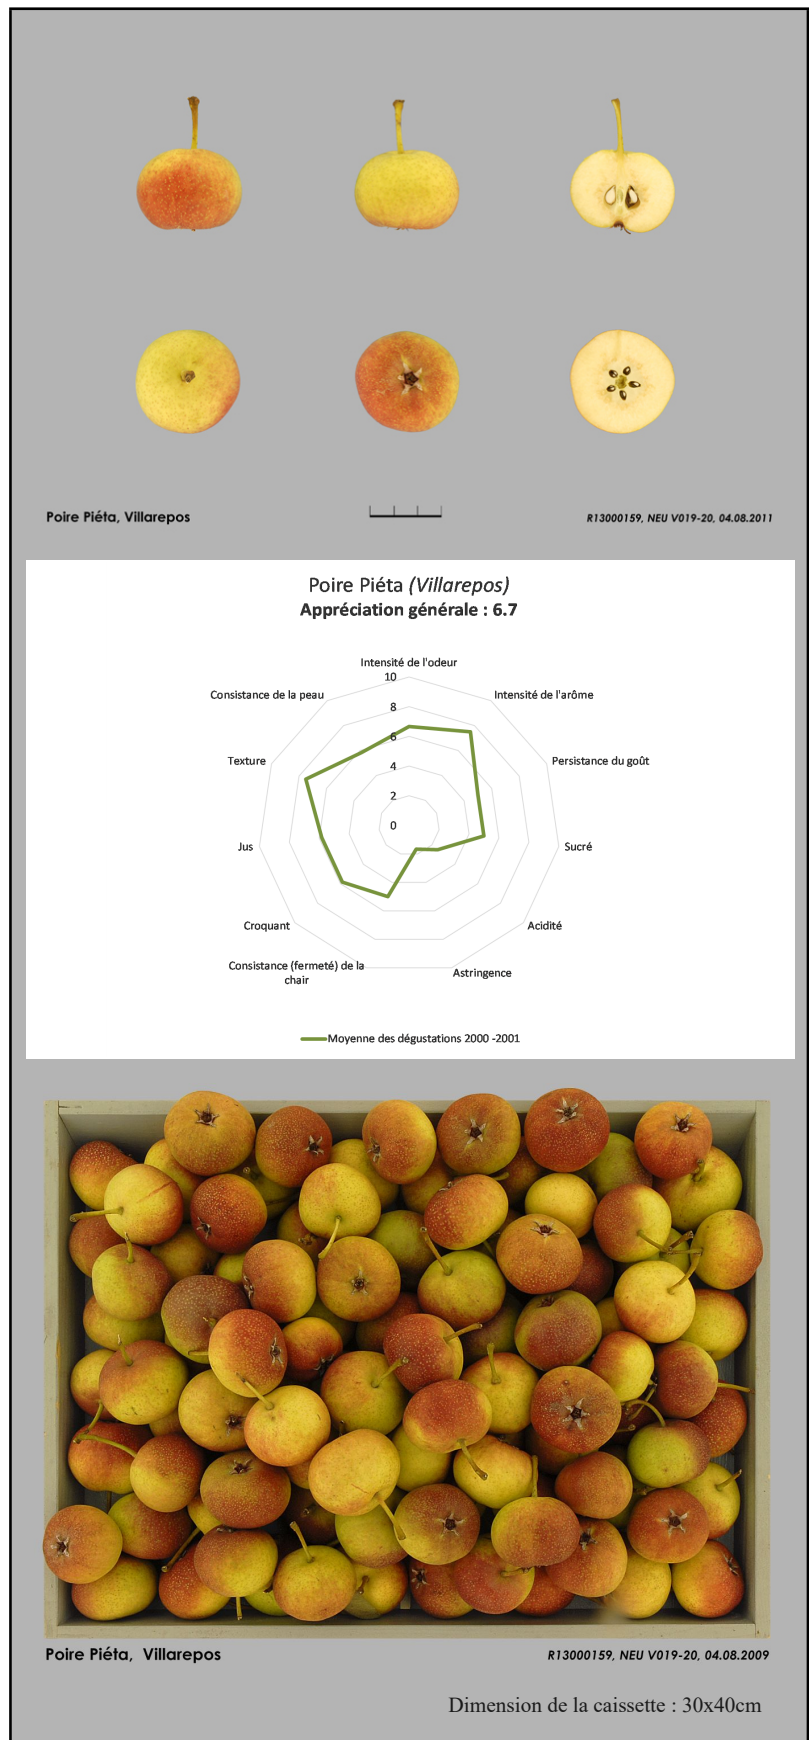 Poire Piéta, Villarepos
R13000159, NEU V019-20, 04.08.2011
Poire Piéta (Villarepos)
Appréciation générale : 6.7
Intensité de l'odeur
Intensité de l'arôme
Persistance du goût
Sucré
Acidité
Astringence
Consistance (fermeté) de la
chair
Croquant
Jus
Texture
Consistance de la peau
10
8
6
4
2
0
Moyenne des dégustations 2000 -2001
Poire Piéta,  Villarepos
R13000159, NEU V019-20, 04.08.2009
Dimension de la caissette : 30x40cm